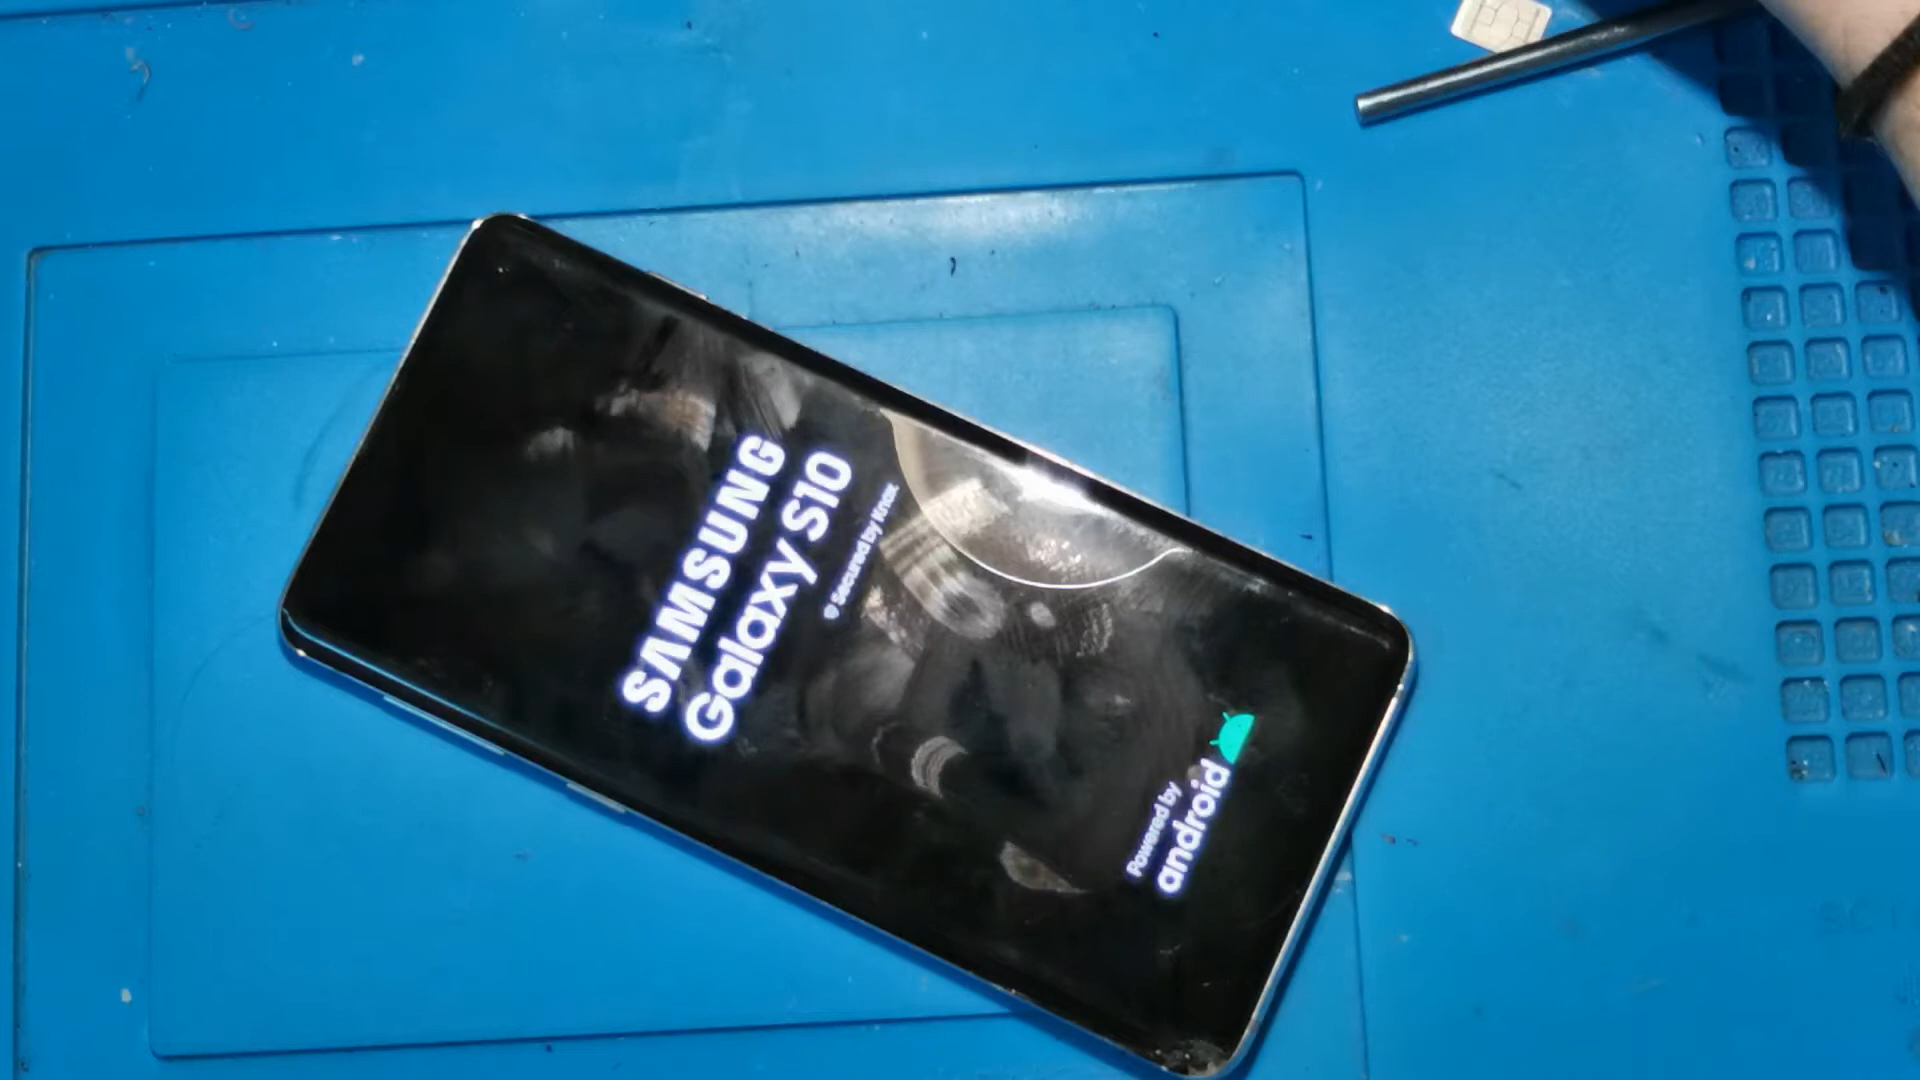 SAMSUNG
Galaxy S10
Secured by Knox
Powered by
android